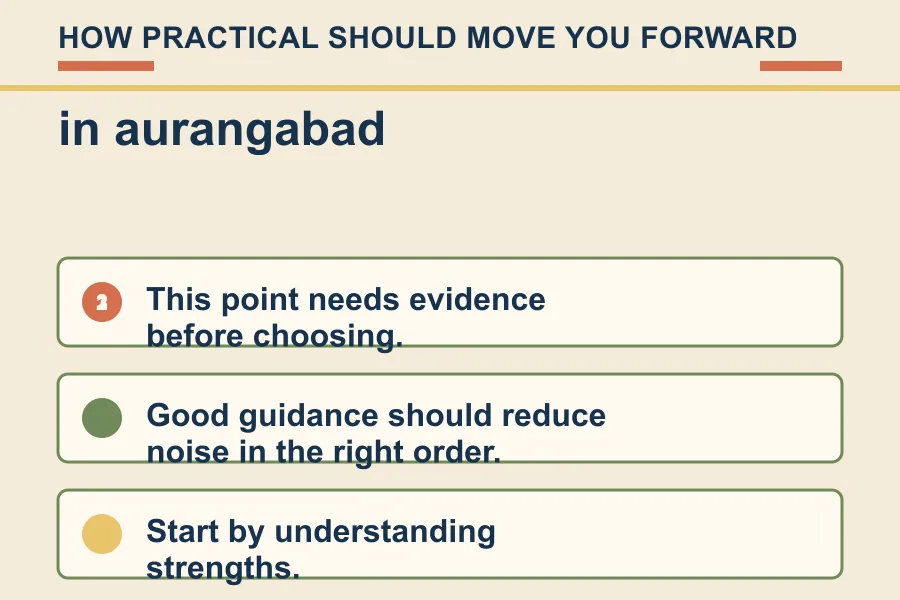 HOW PRACTICAL SHOULD MOVE YOU FORWARD
in aurangabad
This point needs evidence
before choosing.
Good guidance should reduce
noise in the right order.
Start by understanding
strengths.